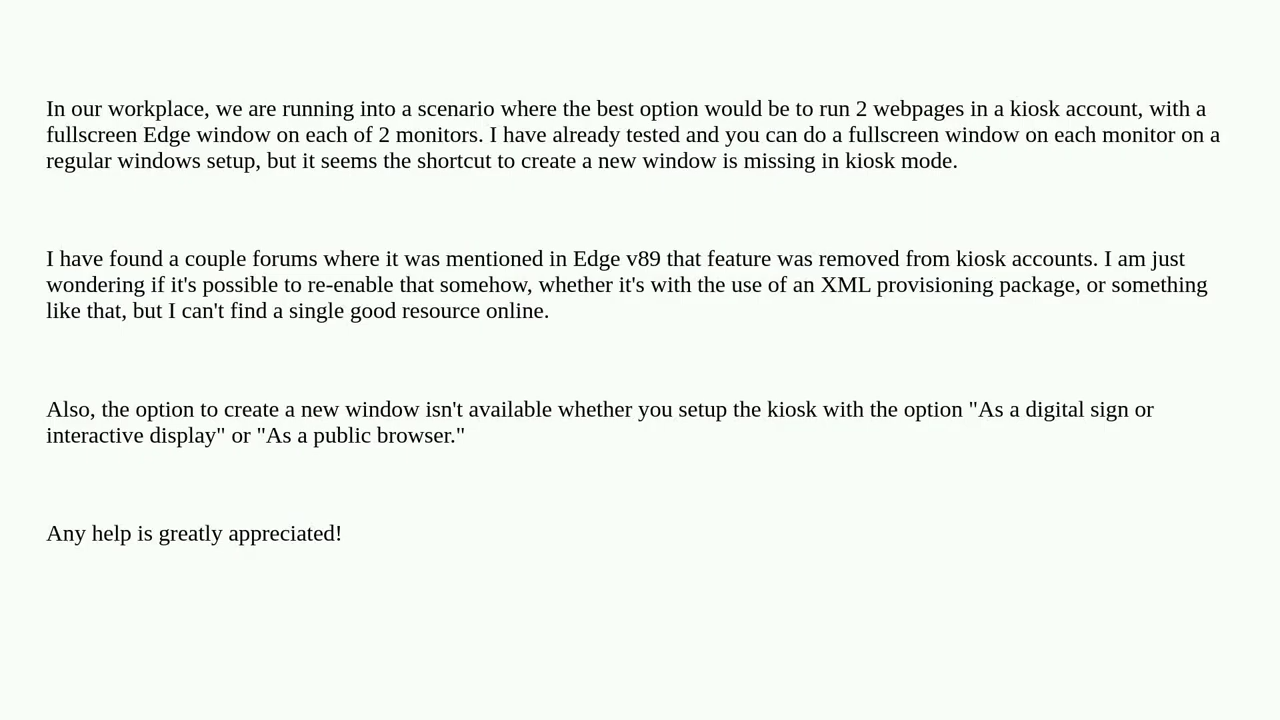 In our workplace, we are running into a scenario where the best option would be to run 2 webpages in a kiosk account, with a
fullscreen Edge window on each of 2 monitors. I have already tested and you can do a fullscreen window on each monitor on a
regular windows setup, but it seems the shortcut to create a new window is missing in kiosk mode.
I have found a couple forums where it was mentioned in Edge v89 that feature was removed from kiosk accounts. I am just
wondering if it's possible to re-enable that somehow, whether it's with the use of an XML provisioning package, or something
like that, but I can't find a single good resource online.
Also, the option to create a new window isn't available whether you setup the kiosk with the option "As a digital sign or
interactive display" or "As a public browser."
Any help is greatly appreciated!